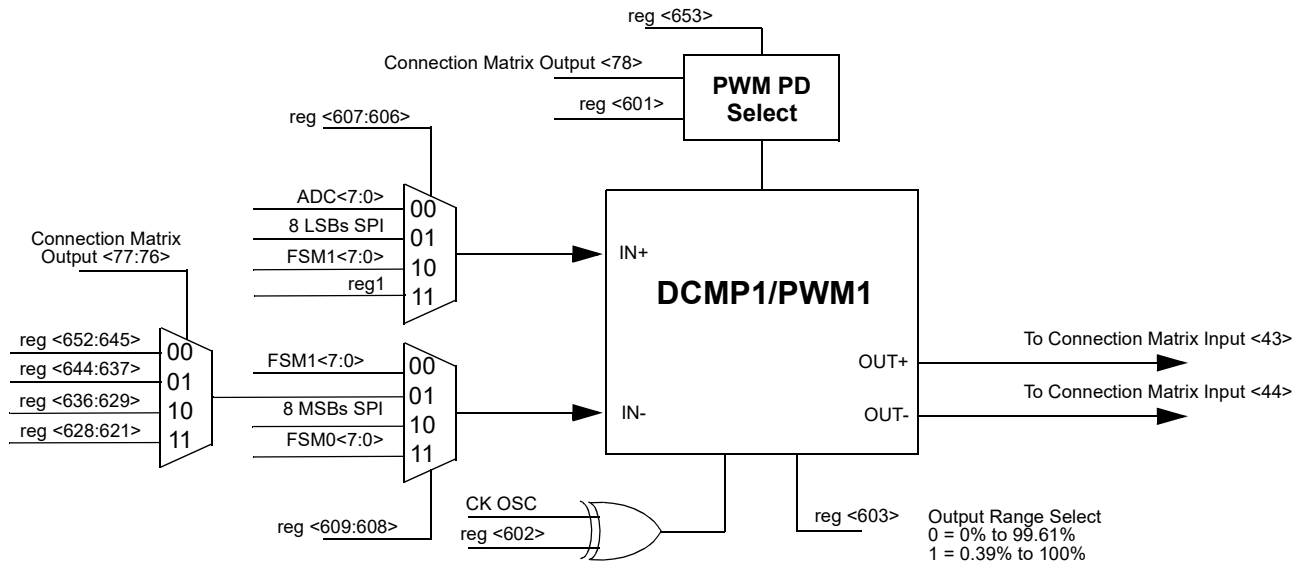 reg <653>
Connection Matrix Output <78>
reg <601>
PWM PD
Select
reg <607:606>
ADC<7:0>
8 LSBs SPI
FSM1<7:0>
reg1
00
01
10
11
IN+
Connection Matrix
Output <77:76>
reg <652:645>
reg <644:637>
reg <636:629>
reg <628:621>
00
01
10
11
FSM1<7:0>
8 MSBs SPI
FSM0<7:0>
00
01
10
11
IN-
reg <609:608>
DCMP1/PWM1
OUT+
OUT-
To Connection Matrix Input <43>
To Connection Matrix Input <44>
CK OSC
reg <602>
reg <603>
Output Range Select
0 = 0% to 99.61%
1 = 0.39% to 100%